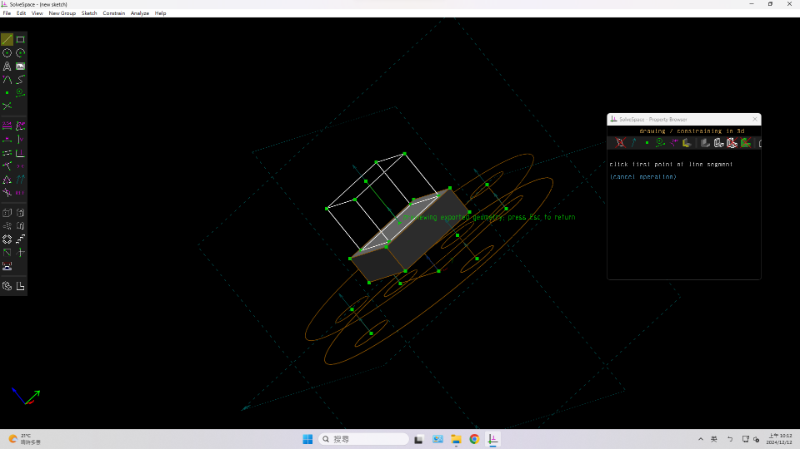 SolveSpace - (new sketch)
File Edit View New Group Sketch Constrain Analyze Help
SolveSpace - Property Browser
drawing / constraining in 3d
click first point of line segment
(cancel operation)
viewing exported geometry; press Esc to return
27°C
搜尋
英
上午 10:12
2024/11/12